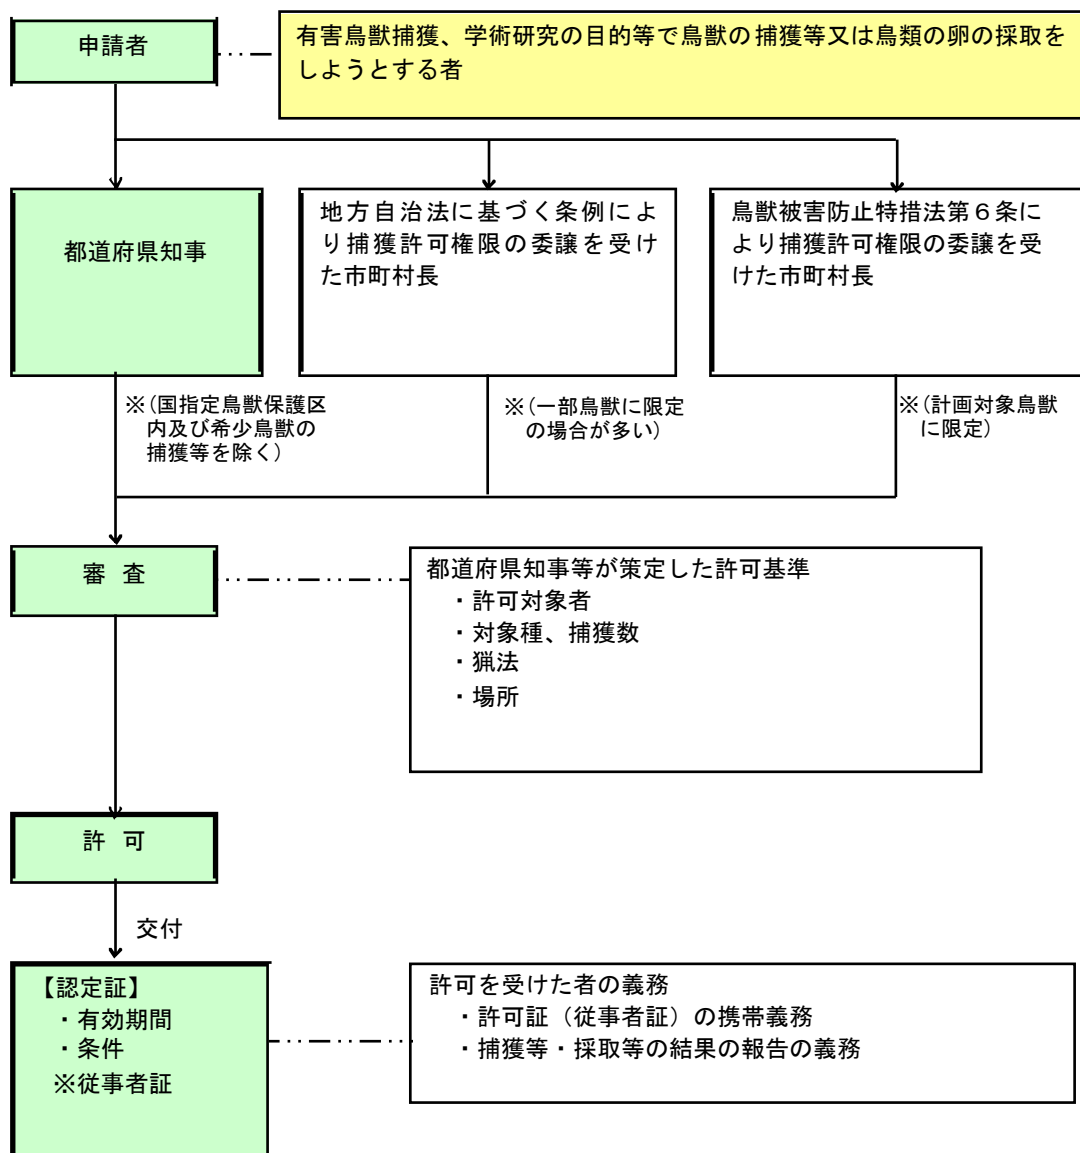 申請者
有害鳥獣捕獲、学術研究の目的等で鳥獣の捕獲等又は鳥類の卵の採取を
しようとする者
都道府県知事
地方自治法に基づく条例によ
り捕獲許可権限の委譲を受け
た市町村長
鳥獣被害防止特措法第６条に
より捕獲許可権限の委譲を受
けた市町村長
※(国指定鳥獣保護区
内及び希少鳥獣の
捕獲等を除く)
※(一部鳥獣に限定
の場合が多い)
※(計画対象鳥獣
に限定)
審 査
都道府県知事等が策定した許可基準
・許可対象者
・対象種、捕獲数
・猟法
・場所
許 可
交付
【認定証】
・有効期間
・条件
※従事者証
許可を受けた者の義務
・許可証（従事者証）の携帯義務
・捕獲等・採取等の結果の報告の義務